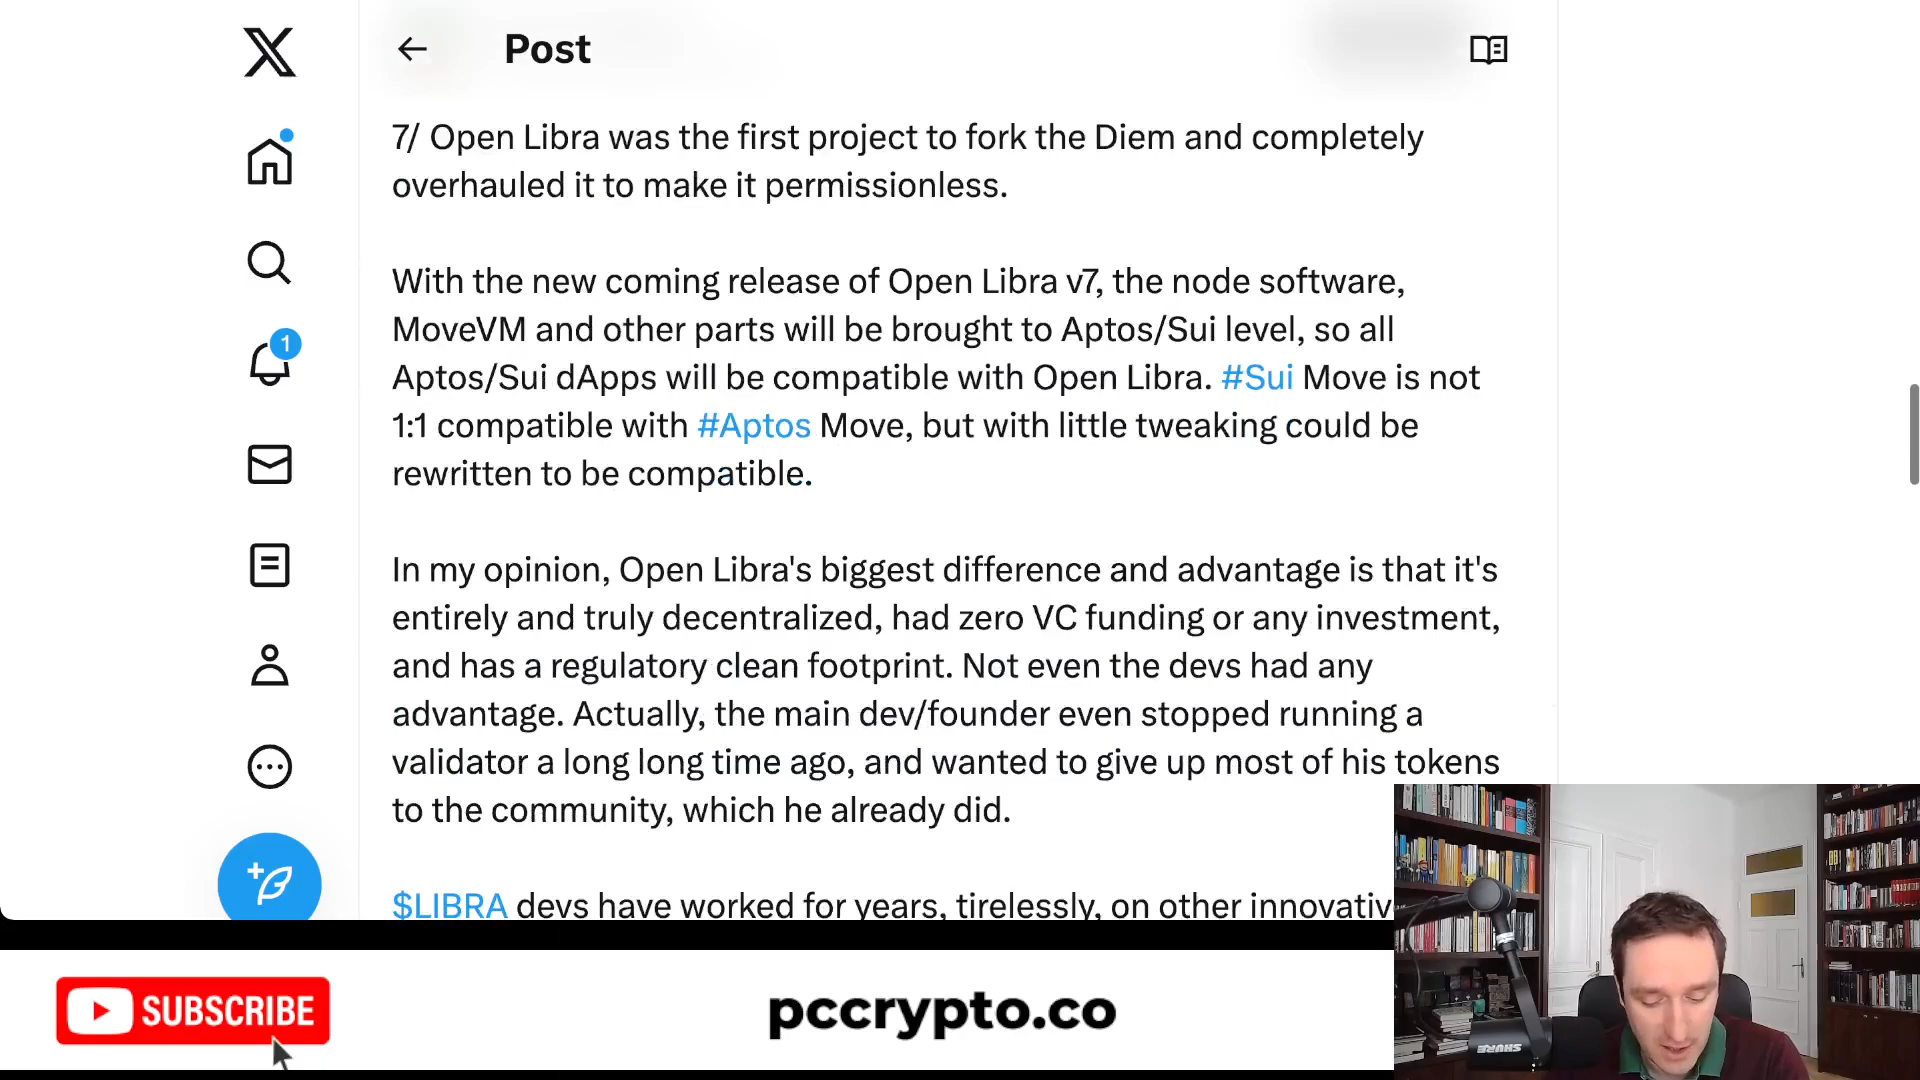 Post
7/ Open Libra was the first project to fork the Diem and completely
overhauled it to make it permissionless.
With the new coming release of Open Libra v7, the node software,
MoveVM and other parts will be brought to Aptos/Sui level, so all
Aptos/Sui dApps will be compatible with Open Libra. #Sui Move is not
1:1 compatible with #Aptos Move, but with little tweaking could be
rewritten to be compatible.
In my opinion, Open Libra's biggest difference and advantage is that it's
entirely and truly decentralized, had zero VC funding or any investment,
and has a regulatory clean footprint. Not even the devs had any
advantage. Actually, the main dev/founder even stopped running a
validator a long long time ago, and wanted to give up most of his tokens
to the community, which he already did.
$LIBRA devs have worked for years, tirelessly, on other innovativ
1
SUBSCRIBE
pccrypto.co
SHURE